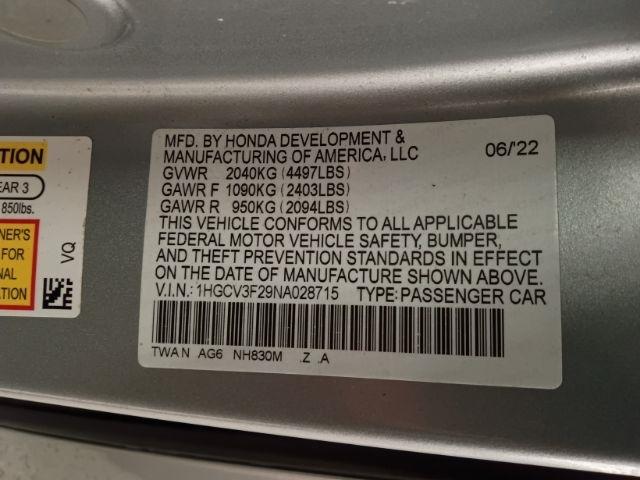 TION
EAR 3
850lbs.
NER'S
FOR
NAL
ATION
VQ
MFD. BY HONDA DEVELOPMENT &
MANUFACTURING OF AMERICA, LLC 06/'22
GVWR 2040KG (4497LBS)
GAWR F 1090KG (2403LBS)
GAWR R 950KG (2094LBS)
THIS VEHICLE CONFORMS TO ALL APPLICABLE
FEDERAL MOTOR VEHICLE SAFETY, BUMPER,
AND THEFT PREVENTION STANDARDS IN EFFECT
ON THE DATE OF MANUFACTURE SHOWN ABOVE.
V.I.N.: 1HGCV3F29NA028715 TYPE: PASSENGER CAR
TWA N AG6 NH830M .Z .A